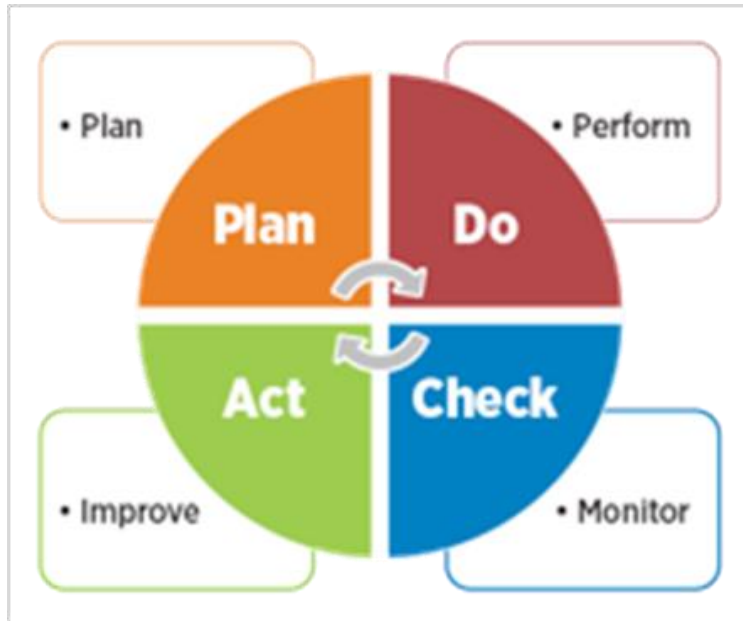 • Plan
• Perform
Plan
Do
Act
Check
• Improve
• Monitor